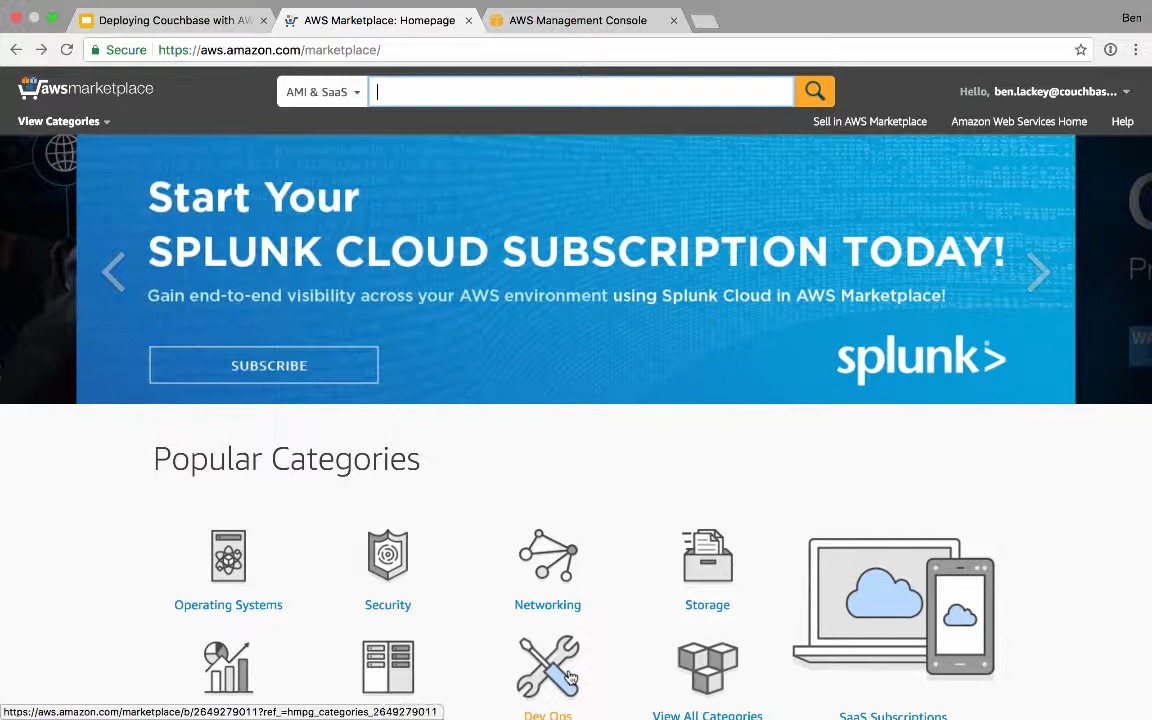 Deploying Couchbase with AW
AWS Marketplace: Homepage
AWS Management Console
Ben
Secure
https://aws.amazon.com/marketplace/
awsmarketplace
AMI & SaaS
Hello, ben.lackey@couchbas...
View Categories
Sell in AWS Marketplace
Amazon Web Services Home
Help
Start Your
SPLUNK CLOUD SUBSCRIPTION TODAY!
Gain end-to-end visibility across your AWS environment using Splunk Cloud in AWS Marketplace!
SUBSCRIBE
splunk>
Popular Categories
Operating Systems
Security
Networking
Storage
Dev Ops
View All Categories
SaaS Subscriptions
https://aws.amazon.com/marketplace/b/2649279011?ref_=hmpg_categories_2649279011